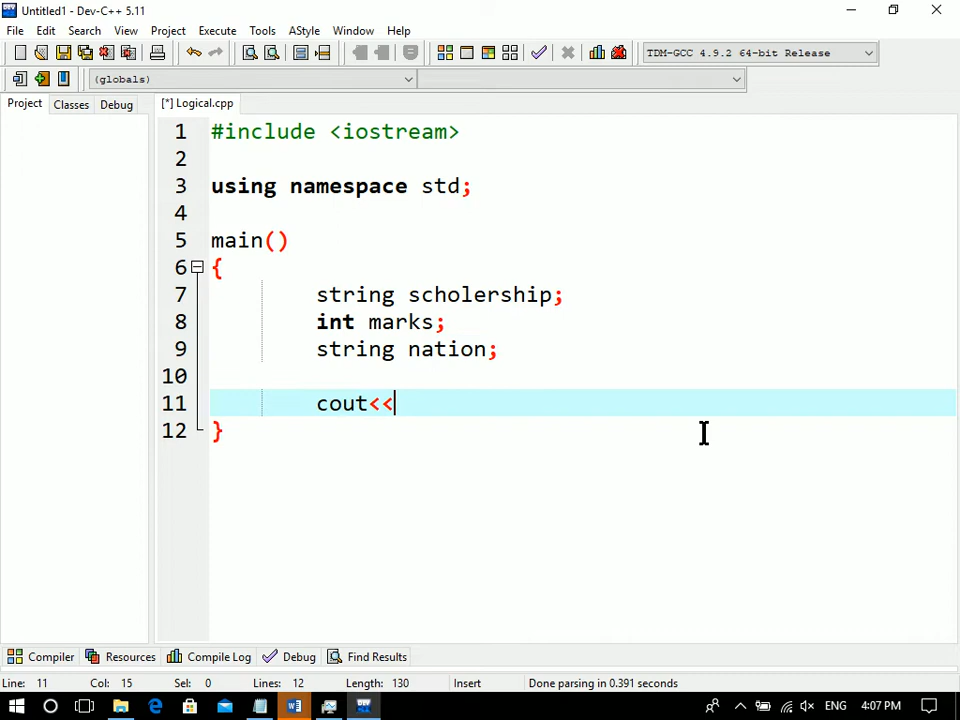 Untitled1 - Dev-C++ 5.11
File Edit Search View Project Execute Tools AStyle Window Help
TDM-GCC 4.9.2 64-bit Release
(globals)
Project Classes Debug [*] Logical.cpp
1 #include <iostream>
2
3 using namespace std;
4
5 main()
6 {
7 string scholership;
8 int marks;
9 string nation;
10
11 cout<<
12 }
Compiler Resources Compile Log Debug Find Results
Line: 11 Col: 15 Sel: 0 Lines: 12 Length: 130 Insert Done parsing in 0.391 seconds
ENG 4:07 PM